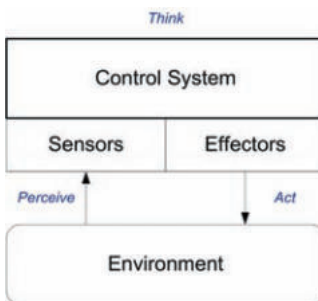 Think
Control System
Sensors Effectors
Perceive Act
Environment